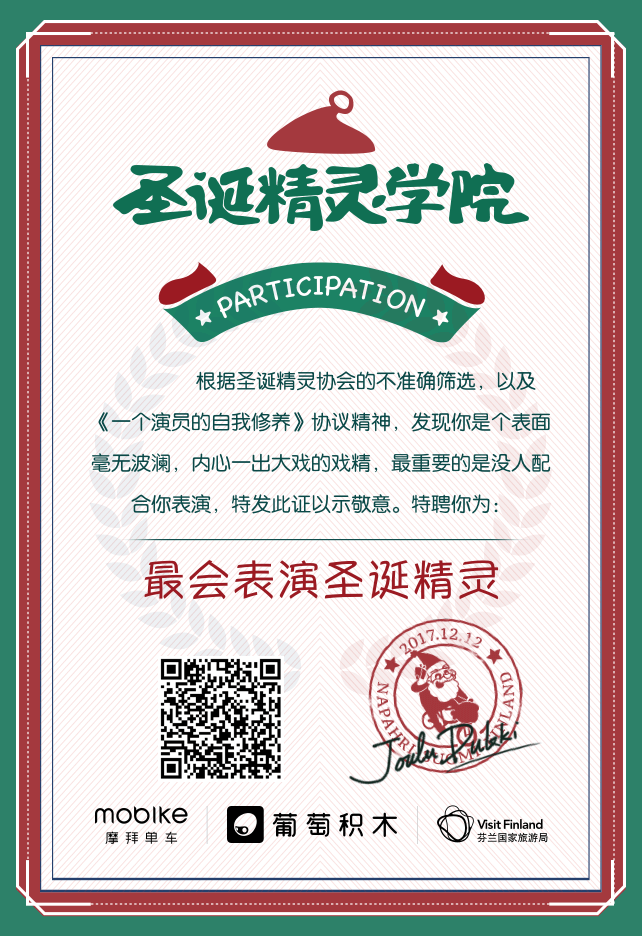 圣诞精灵学院
PARTICIPATION
根据圣诞精灵协会的不准确筛选，以及
《一个演员的自我修养》协议精神，发现你是个表面
毫无波澜，内心一出大戏的戏精，最重要的是没人配
合你表演，特发此证以示敬意。特聘你为：
最会表演圣诞精灵
2017.12.12
mobike
摩拜单车
葡萄积木
Visit Finland
芬兰国家旅游局